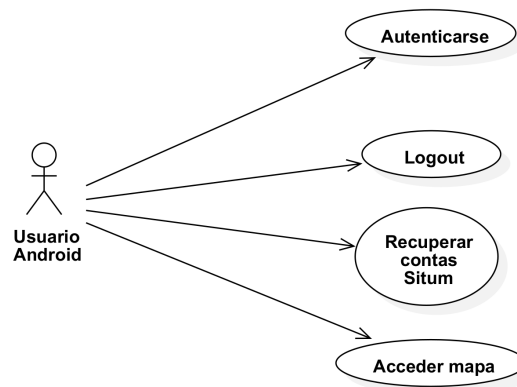 Autenticarse
Logout
Usuario
Android
Recuperar
contas
Situm
Acceder mapa